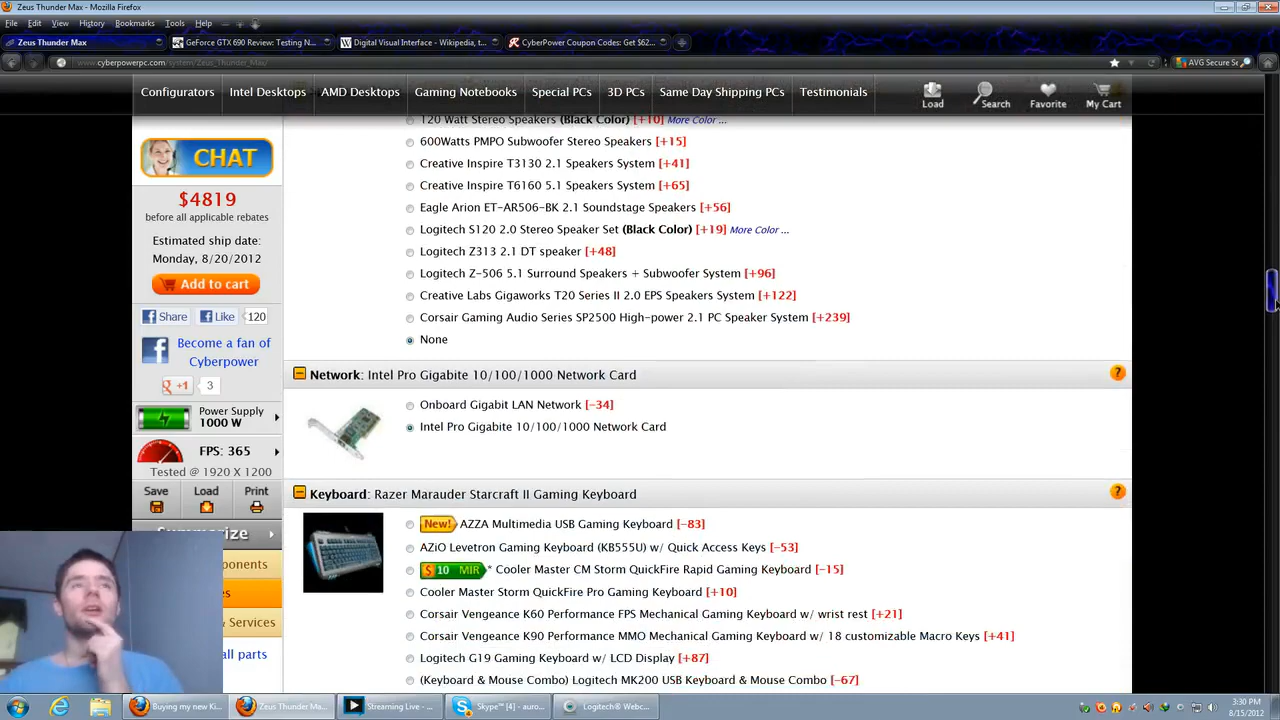 Zeus Thunder Max - Mozilla Firefox
File Edit View History Bookmarks Tools Help
Zeus Thunder Max GeForce GTX 690 Review: Testing N... Digital Visual Interface - Wikipedia, t... CyberPower Coupon Codes: Get $62...
www.cyberpowerpc.com/system/Zeus_Thunder_Max/ AVG Secure Se
Configurators Intel Desktops AMD Desktops Gaming Notebooks Special PCs 3D PCs Same Day Shipping PCs Testimonials Load Search Favorite My Cart
CHAT
$4819
before all applicable rebates
Estimated ship date:
Monday, 8/20/2012
Add to cart
Share Like 120
Become a fan of
Cyberpower
+1 3
Power Supply
1000 W
FPS: 365
Tested @ 1920 X 1200
Save Load Print
Summarize
ponents
es
& Services
all parts
120 Watt Stereo Speakers (Black Color) [+10] More Color ...
600Watts PMPO Subwoofer Stereo Speakers [+15]
Creative Inspire T3130 2.1 Speakers System [+41]
Creative Inspire T6160 5.1 Speakers System [+65]
Eagle Arion ET-AR506-BK 2.1 Soundstage Speakers [+56]
Logitech S120 2.0 Stereo Speaker Set (Black Color) [+19] More Color ...
Logitech Z313 2.1 DT speaker [+48]
Logitech Z-506 5.1 Surround Speakers + Subwoofer System [+96]
Creative Labs Gigaworks T20 Series II 2.0 EPS Speakers System [+122]
Corsair Gaming Audio Series SP2500 High-power 2.1 PC Speaker System [+239]
None
Network: Intel Pro Gigabite 10/100/1000 Network Card ?
Onboard Gigabit LAN Network [-34]
Intel Pro Gigabite 10/100/1000 Network Card
Keyboard: Razer Marauder Starcraft II Gaming Keyboard ?
New! AZZA Multimedia USB Gaming Keyboard [-83]
AZiO Levetron Gaming Keyboard (KB555U) w/ Quick Access Keys [-53]
$ 10 MIR * Cooler Master CM Storm QuickFire Rapid Gaming Keyboard [-15]
Cooler Master Storm QuickFire Pro Gaming Keyboard [+10]
Corsair Vengeance K60 Performance FPS Mechanical Gaming Keyboard w/ wrist rest [+21]
Corsair Vengeance K90 Performance MMO Mechanical Gaming Keyboard w/ 18 customizable Macro Keys [+41]
Logitech G19 Gaming Keyboard w/ LCD Display [+87]
(Keyboard & Mouse Combo) Logitech MK200 USB Keyboard & Mouse Combo [-67]
Buying my new Ki... Zeus Thunder Ma... Streaming Live - ... Skype™ [4] - auro... Logitech® Webc...
3:30 PM
8/15/2012